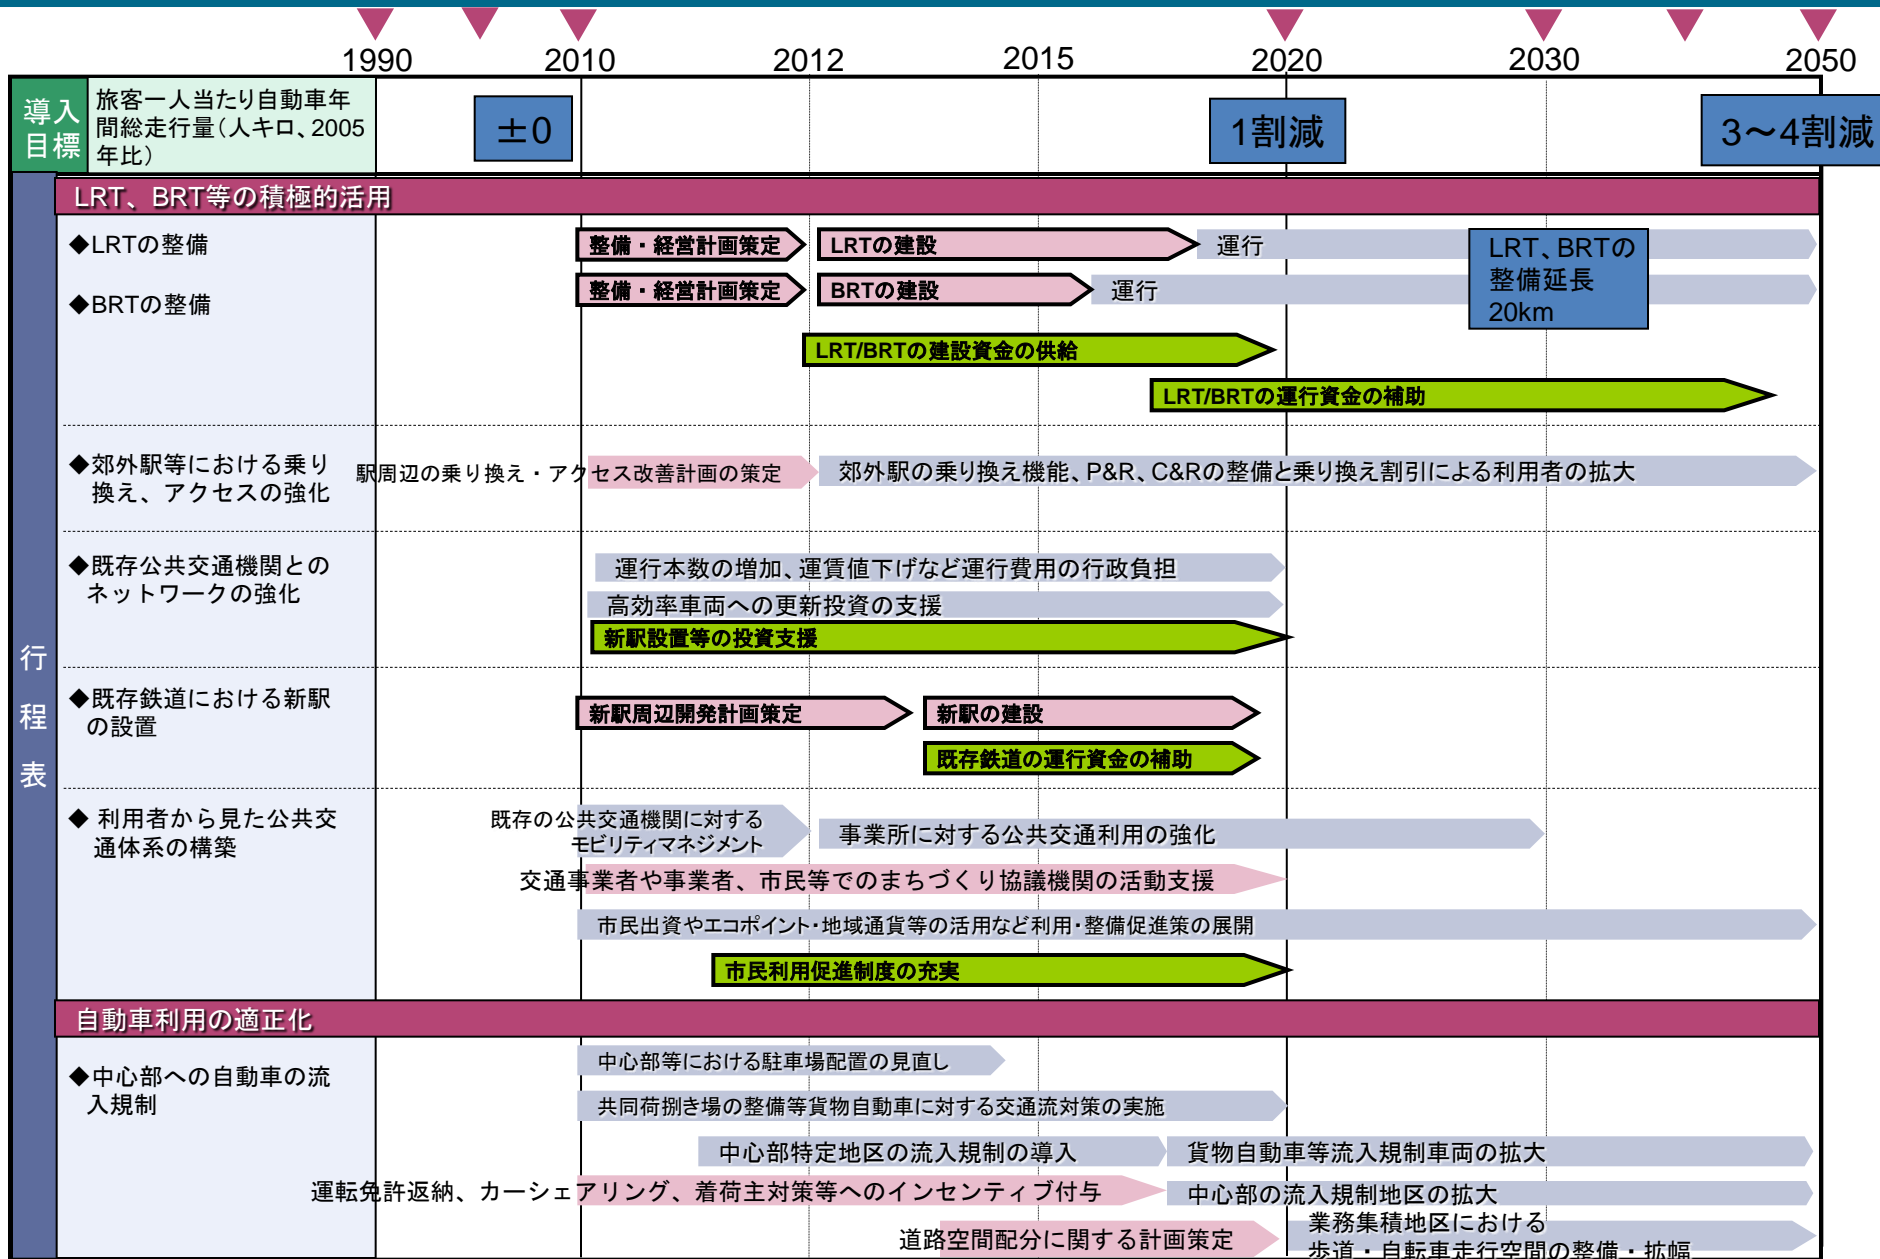 1990 2010 2012 2015 2020 2030 2050
導入
目標
旅客一人当たり自動車年
間総走行量（人キロ、2005
年比）
±0
1割減
3～4割減
行程表
LRT、BRT等の積極的活用
◆LRTの整備
整備・経営計画策定
LRTの建設
運行
◆BRTの整備
整備・経営計画策定
BRTの建設
運行
LRT、BRTの
整備延長
20km
LRT/BRTの建設資金の供給
LRT/BRTの運行資金の補助
◆郊外駅等における乗り
換え、アクセスの強化
駅周辺の乗り換え・アクセス改善計画の策定
郊外駅の乗り換え機能、P&R、C&Rの整備と乗り換え割引による利用者の拡大
◆既存公共交通機関との
ネットワークの強化
運行本数の増加、運賃値下げなど運行費用の行政負担
高効率車両への更新投資の支援
新駅設置等の投資支援
◆既存鉄道における新駅
の設置
新駅周辺開発計画策定
新駅の建設
既存鉄道の運行資金の補助
◆ 利用者から見た公共交
通体系の構築
既存の公共交通機関に対する
モビリティマネジメント
事業所に対する公共交通利用の強化
交通事業者や事業者、市民等でのまちづくり協議機関の活動支援
市民出資やエコポイント・地域通貨等の活用など利用・整備促進策の展開
市民利用促進制度の充実
自動車利用の適正化
◆中心部への自動車の流
入規制
中心部等における駐車場配置の見直し
共同荷捌き場の整備等貨物自動車に対する交通流対策の実施
中心部特定地区の流入規制の導入
貨物自動車等流入規制車両の拡大
運転免許返納、カーシェアリング、着荷主対策等へのインセンティブ付与
中心部の流入規制地区の拡大
道路空間配分に関する計画策定
業務集積地区における
歩道・自転車走行空間の整備・拡幅